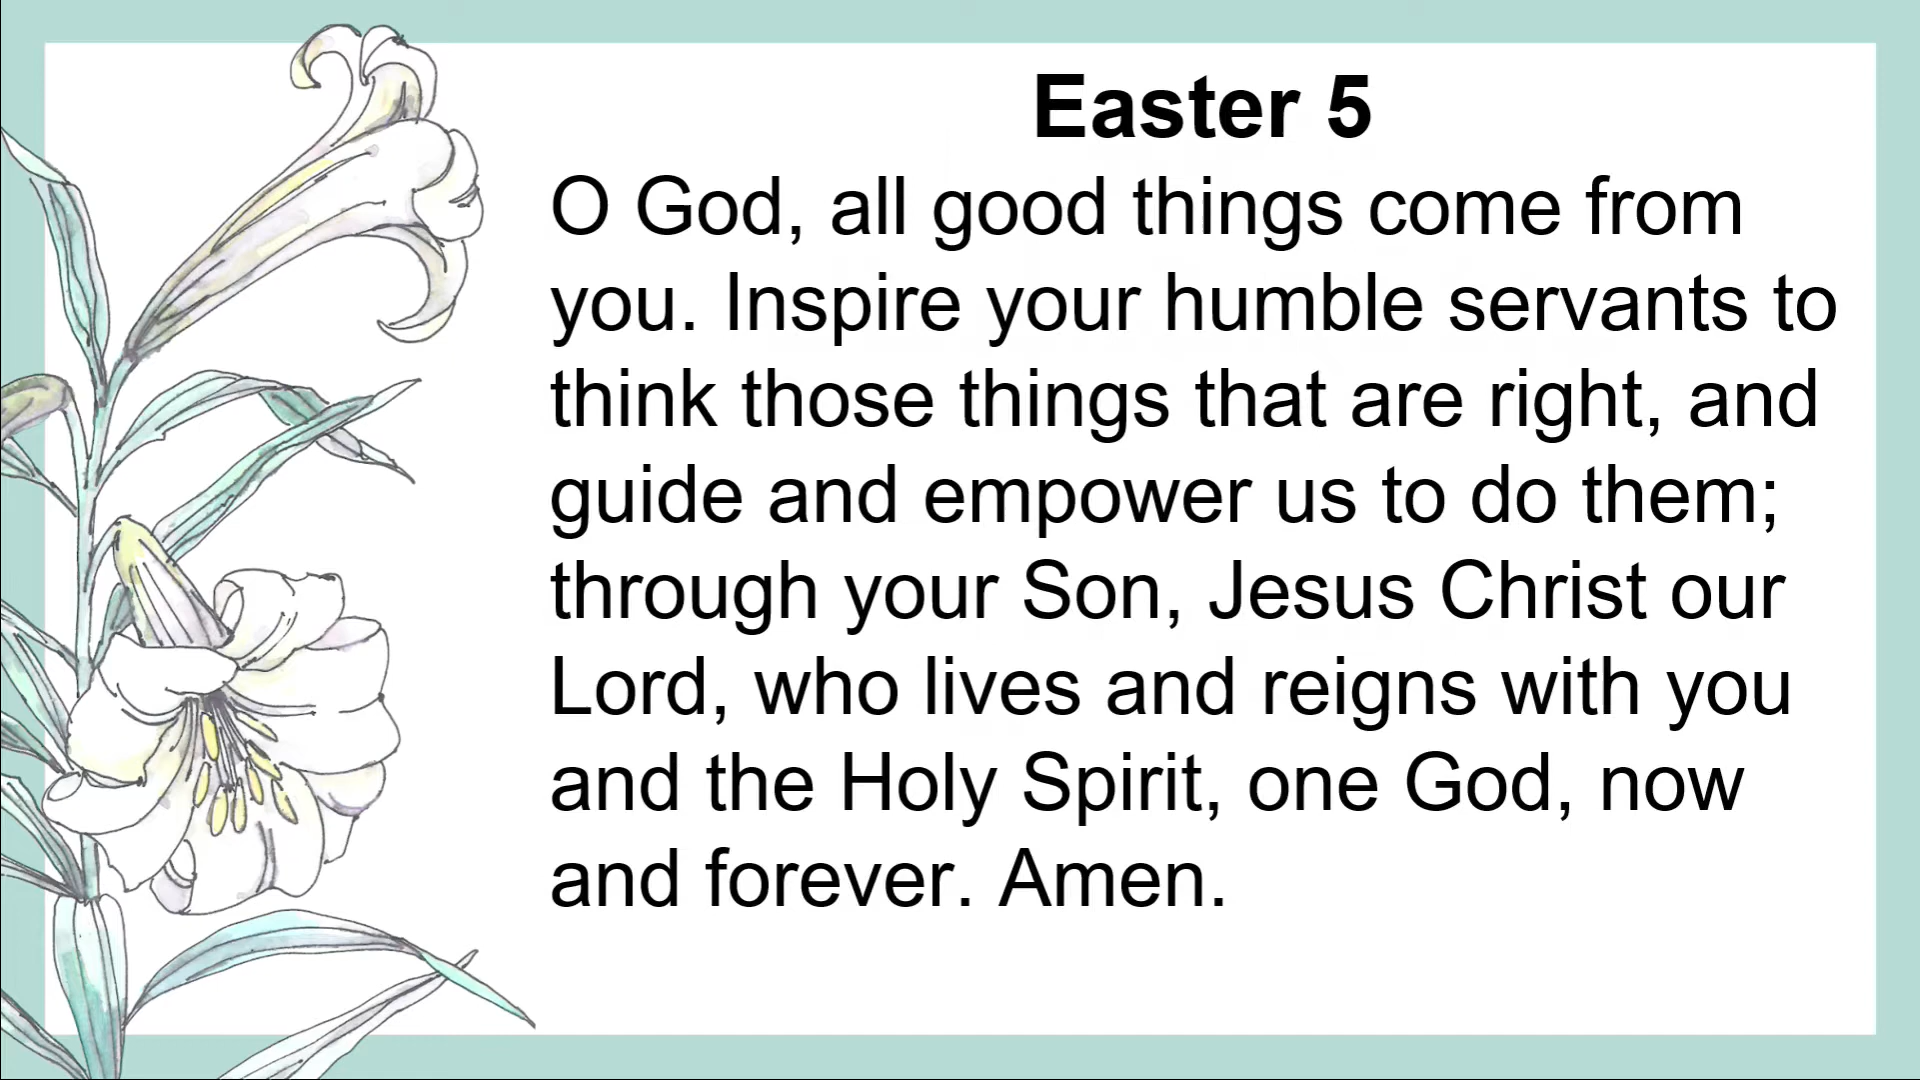 Easter 5
O God, all good things come from
you. Inspire your humble servants to
think those things that are right, and
guide and empower us to do them;
through your Son, Jesus Christ our
Lord, who lives and reigns with you
and the Holy Spirit, one God, now
and forever. Amen.